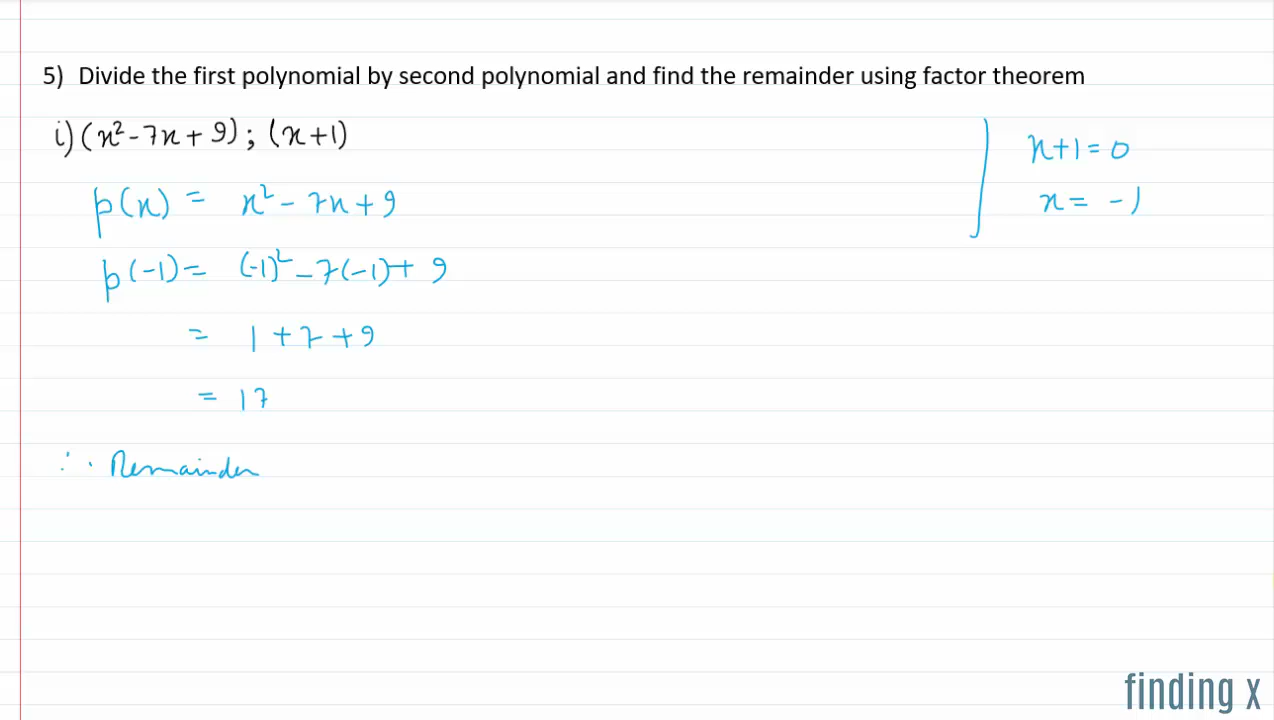 5) Divide the first polynomial by second polynomial and find the remainder using factor theorem
i) (x² - 7x + 9) ; (x + 1)
x + 1 = 0
x = -1
p(x) = x² - 7x + 9
p(-1) = (-1)² - 7(-1) + 9
= 1 + 7 + 9
= 17
∴ Remainder
finding x